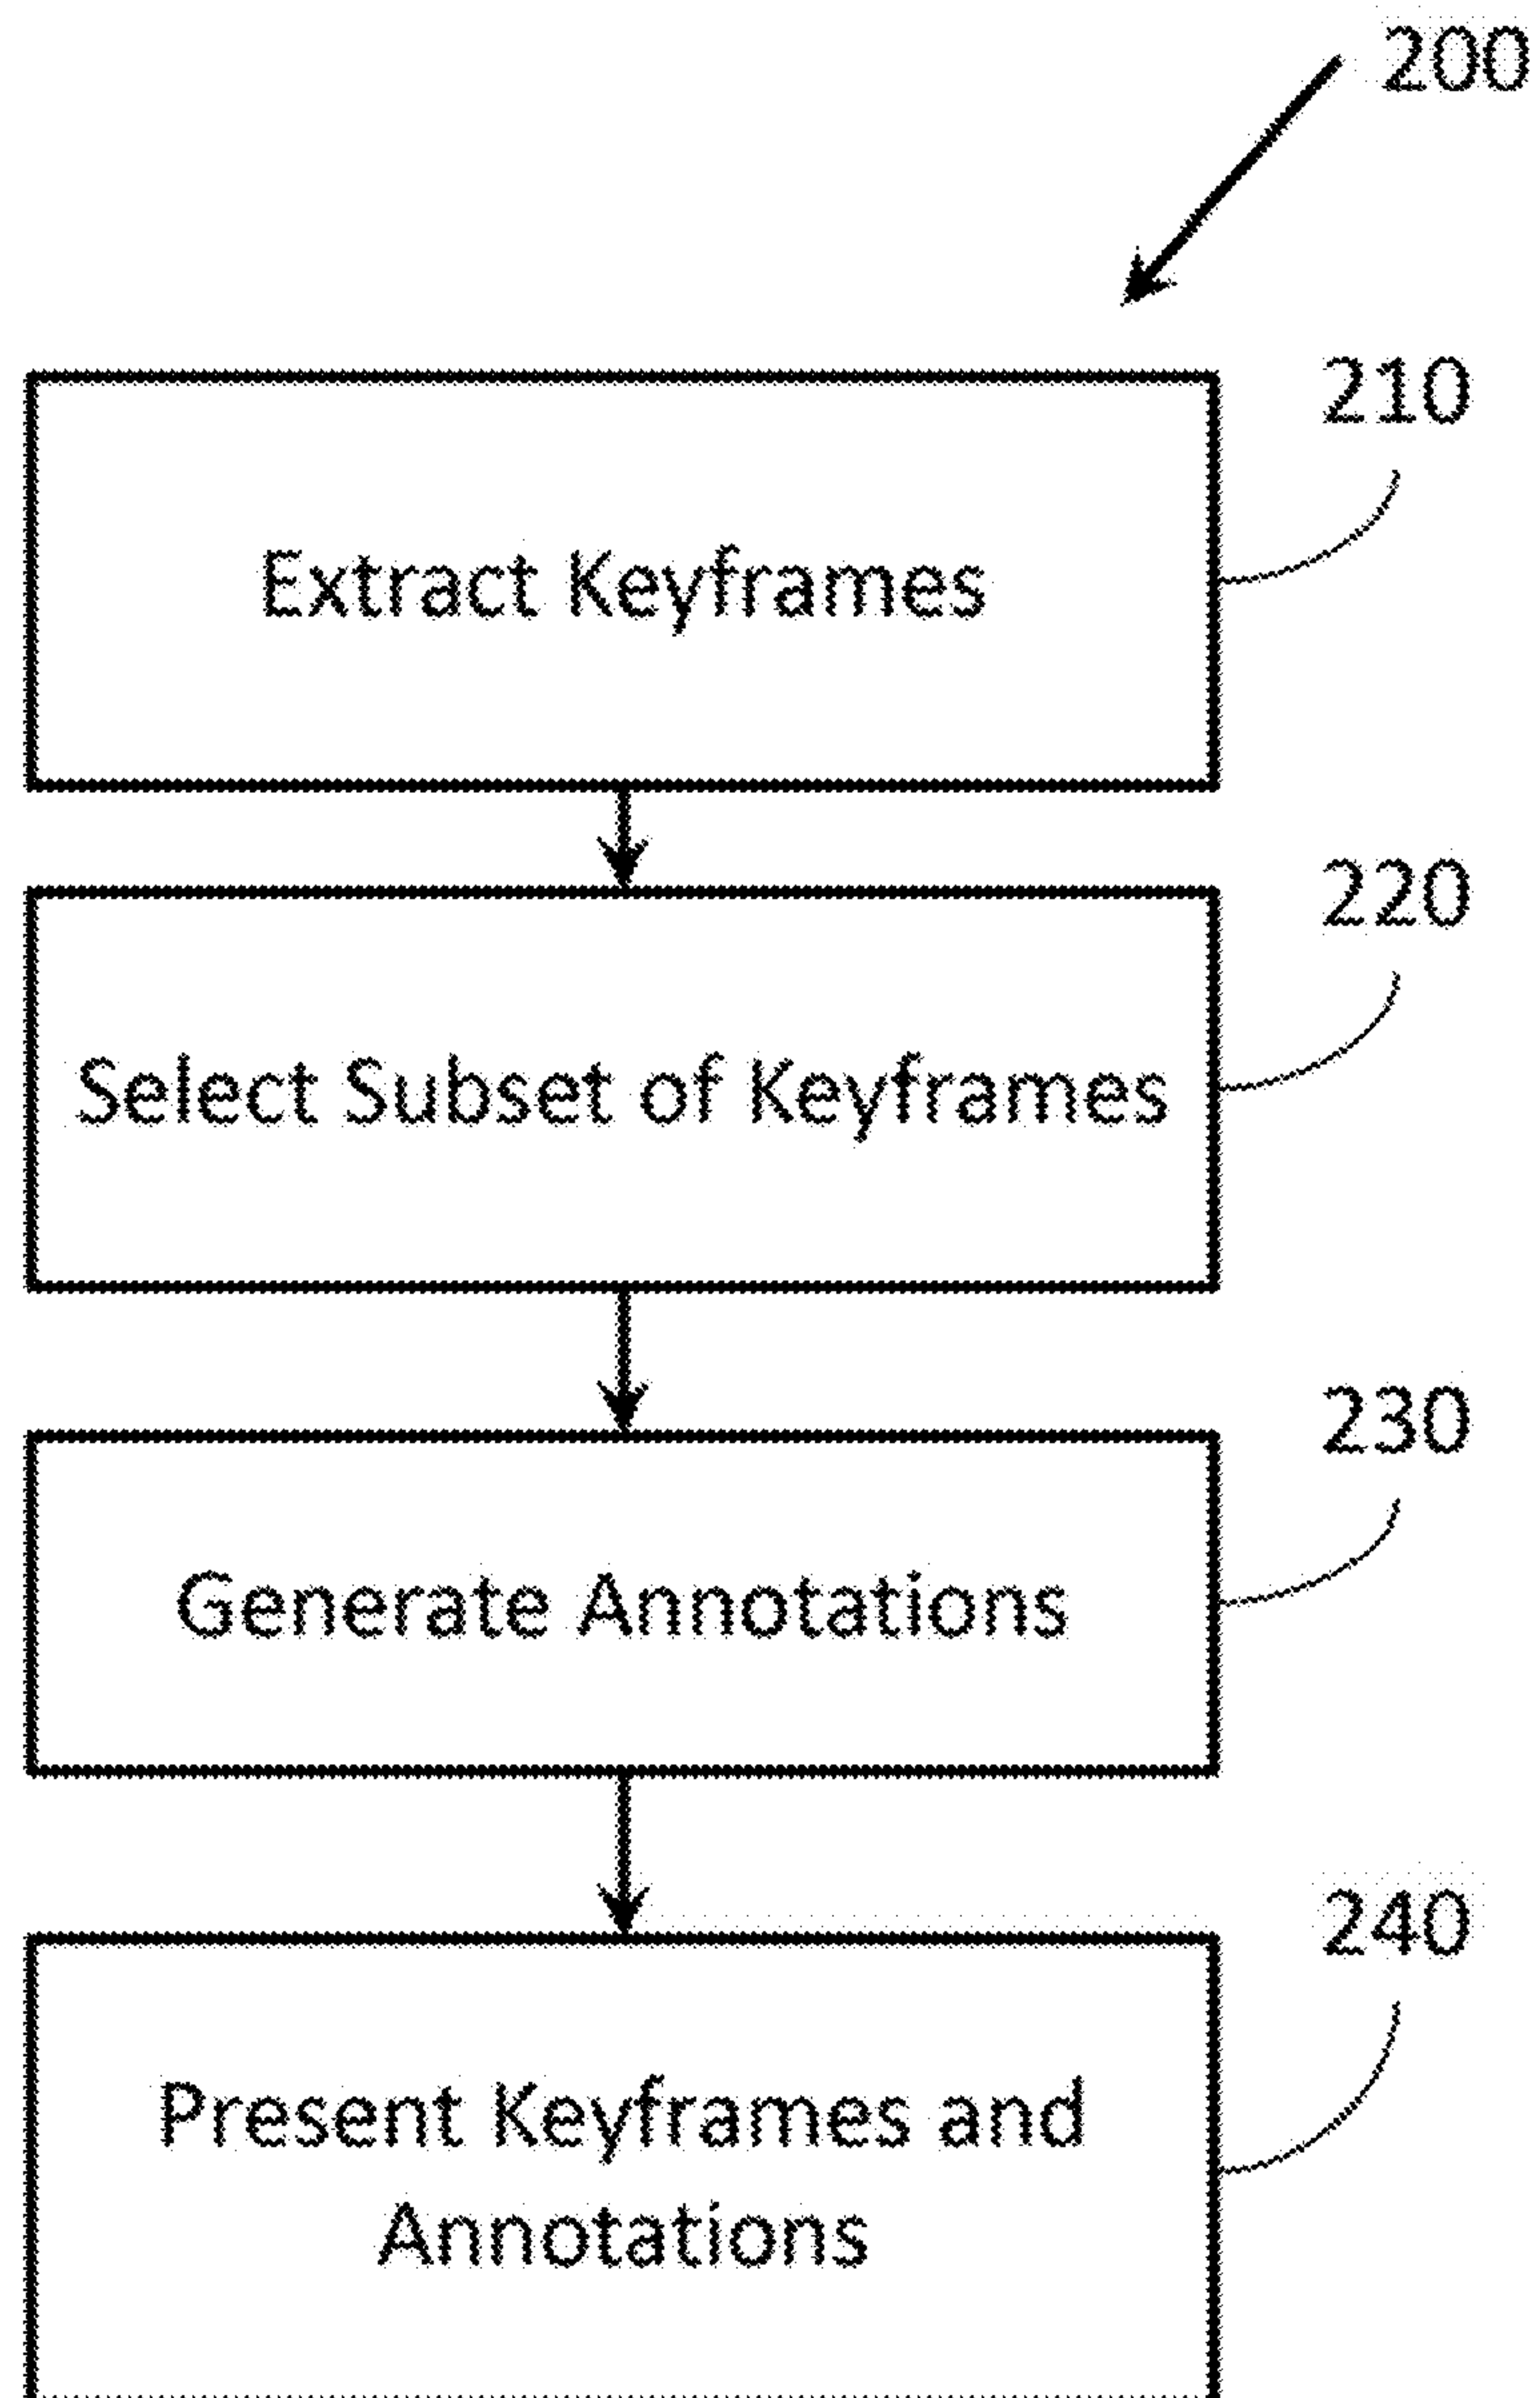 200
210
Extract Keyframes
220
Select Subset of Keyframes
230
Generate Annotations
240
Present Keyframes and
Annotations